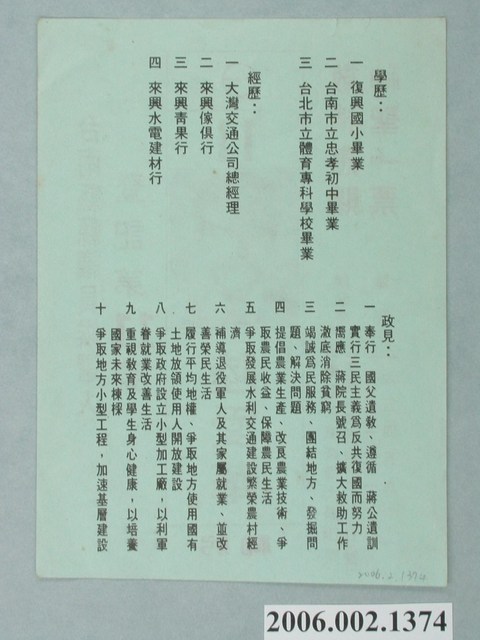 學歷：
一 復興國小畢業
二 台南市立忠孝初中畢業
三 台北市立體育專科學校畢業
經歷：
一 大灣交通公司總經理
二 來興傢俱行
三 來興靑果行
四 來興水電建材行
政見：
一 奉行 國父遺敎、遵循 蔣公遺訓
實行三民主義為反共復國而努力
二 嚮應 蔣院長號召、擴大救助工作
澈底消除貧窮
三 竭誠爲民服務、團結地方、發掘問
題、解決問題
四 提倡農業生產、改良農業技術、爭
取農民收益、保障農民生活
五 爭取發展水利交通建設繁榮農村經
濟
六 補導退役軍人及其家屬就業、並改
善榮民生活
七 履行平均地權、爭取地方使用國有
土地放領使用人開放建設
八 爭取政府設立小型加工廠，以利軍
眷就業改善生活
九 重視敎育及學生身心健康，以培養
國家未來棟樑
十 爭取地方小型工程，加速基層建設
2006.2.1374
2006.002.1374